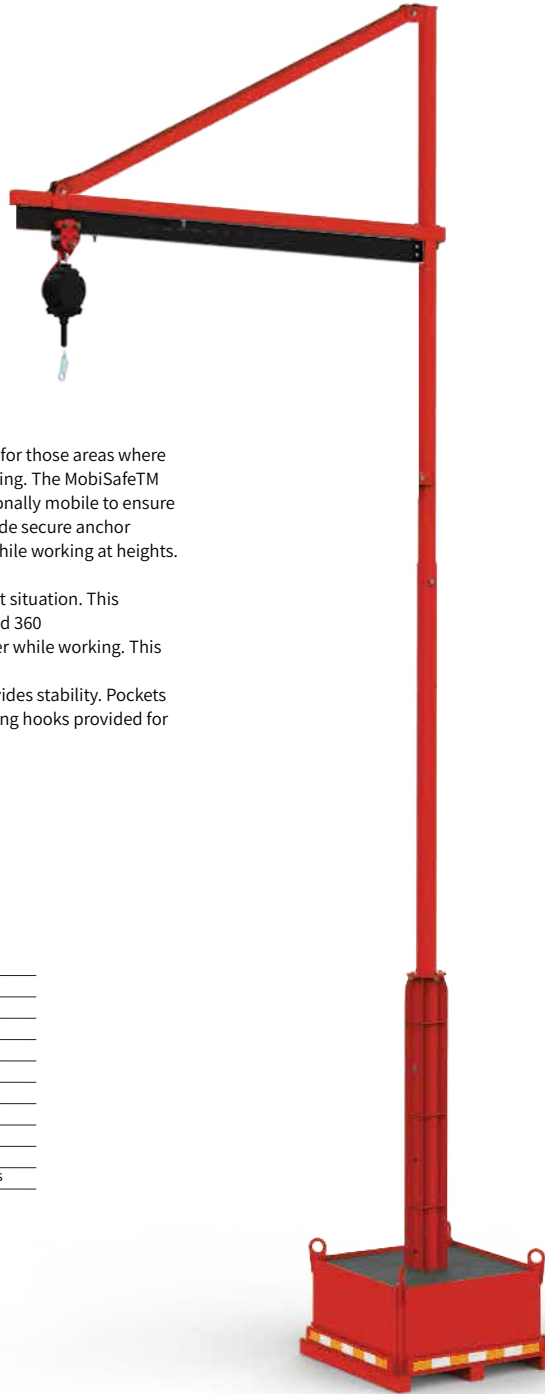 for those areas where
ing. The MobiSafeTM
onally mobile to ensure
de secure anchor
hile working at heights.
t situation. This
d 360
er while working. This
vides stability. Pockets
ng hooks provided for
s